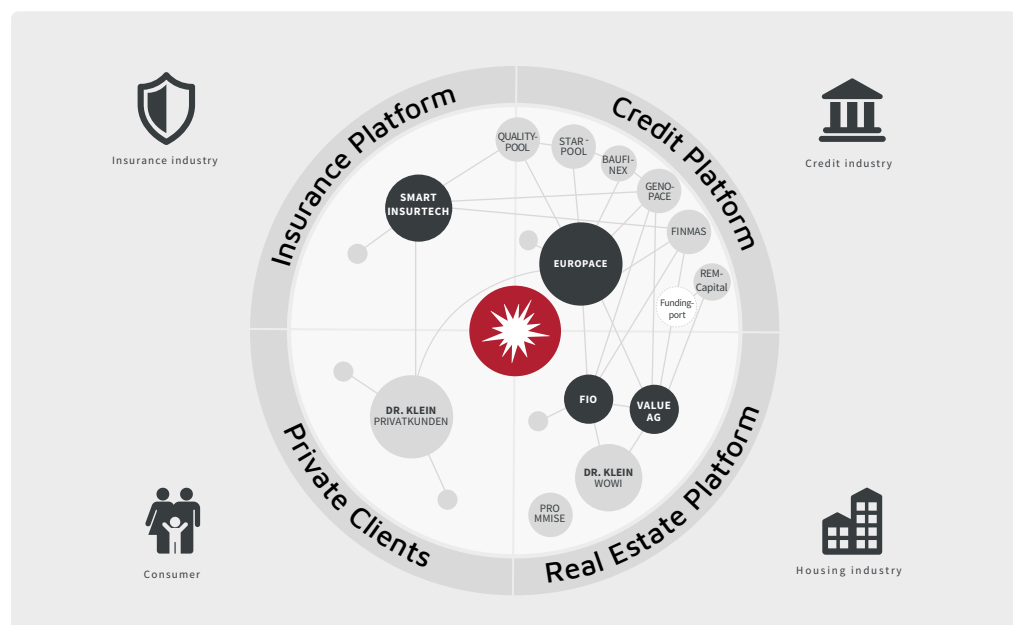 Insurance Platform
Credit Platform
Insurance industry
Credit industry
QUALITY-
POOL
STAR -
POOL
BAUFI-
NEX
GENO-
PACE
SMART
INSURTECH
FINMAS
EUROPACE
REM-
Capital
Funding-
port
FIO
VALUE
AG
DR. KLEIN
PRIVATKUNDEN
DR. KLEIN
WOWI
PRO
MMISE
Private Clients
Real Estate Platform
Consumer
Housing industry